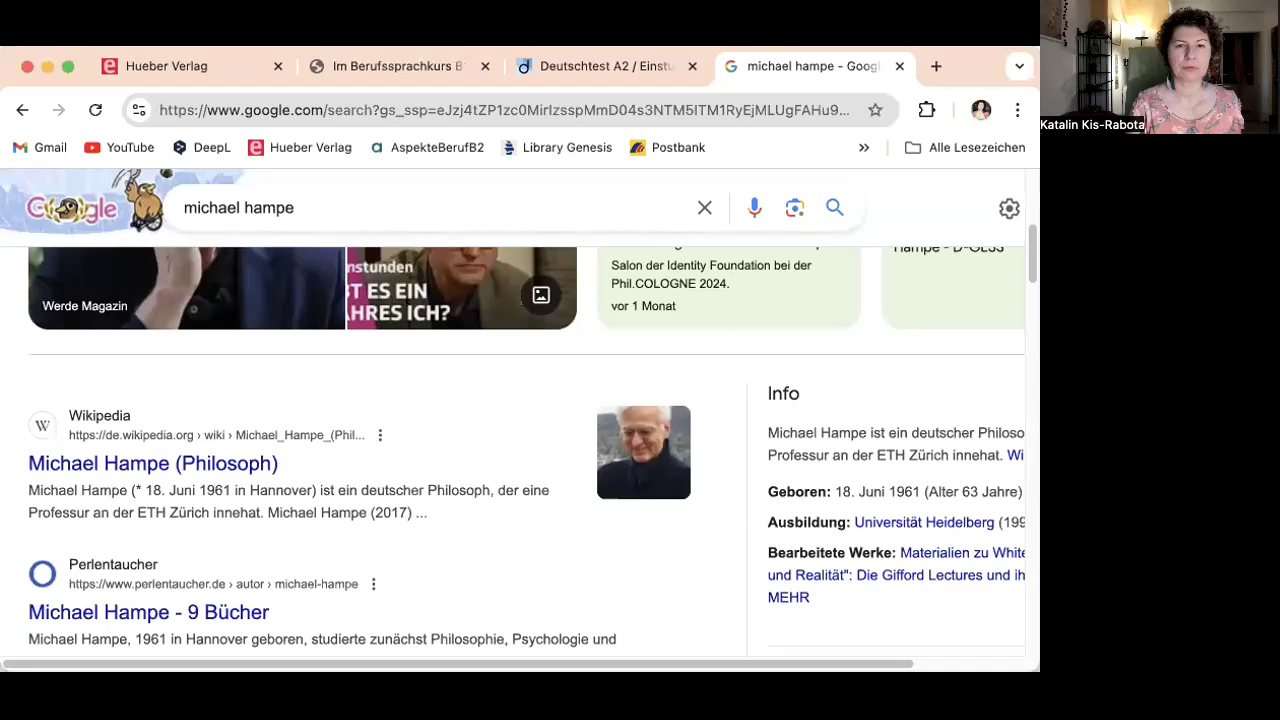 Hueber Verlag
Im Berufssprachkurs B
Deutschtest A2 / Einstu
michael hampe - Goog
https://www.google.com/search?gs_ssp=eJzj4tZP1zc0MirIzsspMmD04s3NTM5ITM1RyEjMLUgFAHu9...
Gmail
YouTube
DeepL
Hueber Verlag
AspekteBerufB2
Library Genesis
Postbank
»
Alle Lesezeichen
Google
michael hampe
Werde Magazin
nstunden
T ES EIN
AHRES ICH?
Salon der Identity Foundation bei der
Phil.COLOGNE 2024.
vor 1 Monat
Wikipedia
https://de.wikipedia.org › wiki › Michael_Hampe_(Phil...
Michael Hampe (Philosoph)
Michael Hampe (* 18. Juni 1961 in Hannover) ist ein deutscher Philosoph, der eine
Professur an der ETH Zürich innehat. Michael Hampe (2017) ...
Perlentaucher
https://www.perlentaucher.de › autor › michael-hampe
Michael Hampe - 9 Bücher
Michael Hampe, 1961 in Hannover geboren, studierte zunächst Philosophie, Psychologie und
Info
Michael Hampe ist ein deutscher Philoso
Professor an der ETH Zürich innehat. Wi
Geboren: 18. Juni 1961 (Alter 63 Jahre)
Ausbildung: Universität Heidelberg (199
Bearbeitete Werke: Materialien zu White
und Realität": Die Gifford Lectures und ih
MEHR
Katalin Kis-Rabota